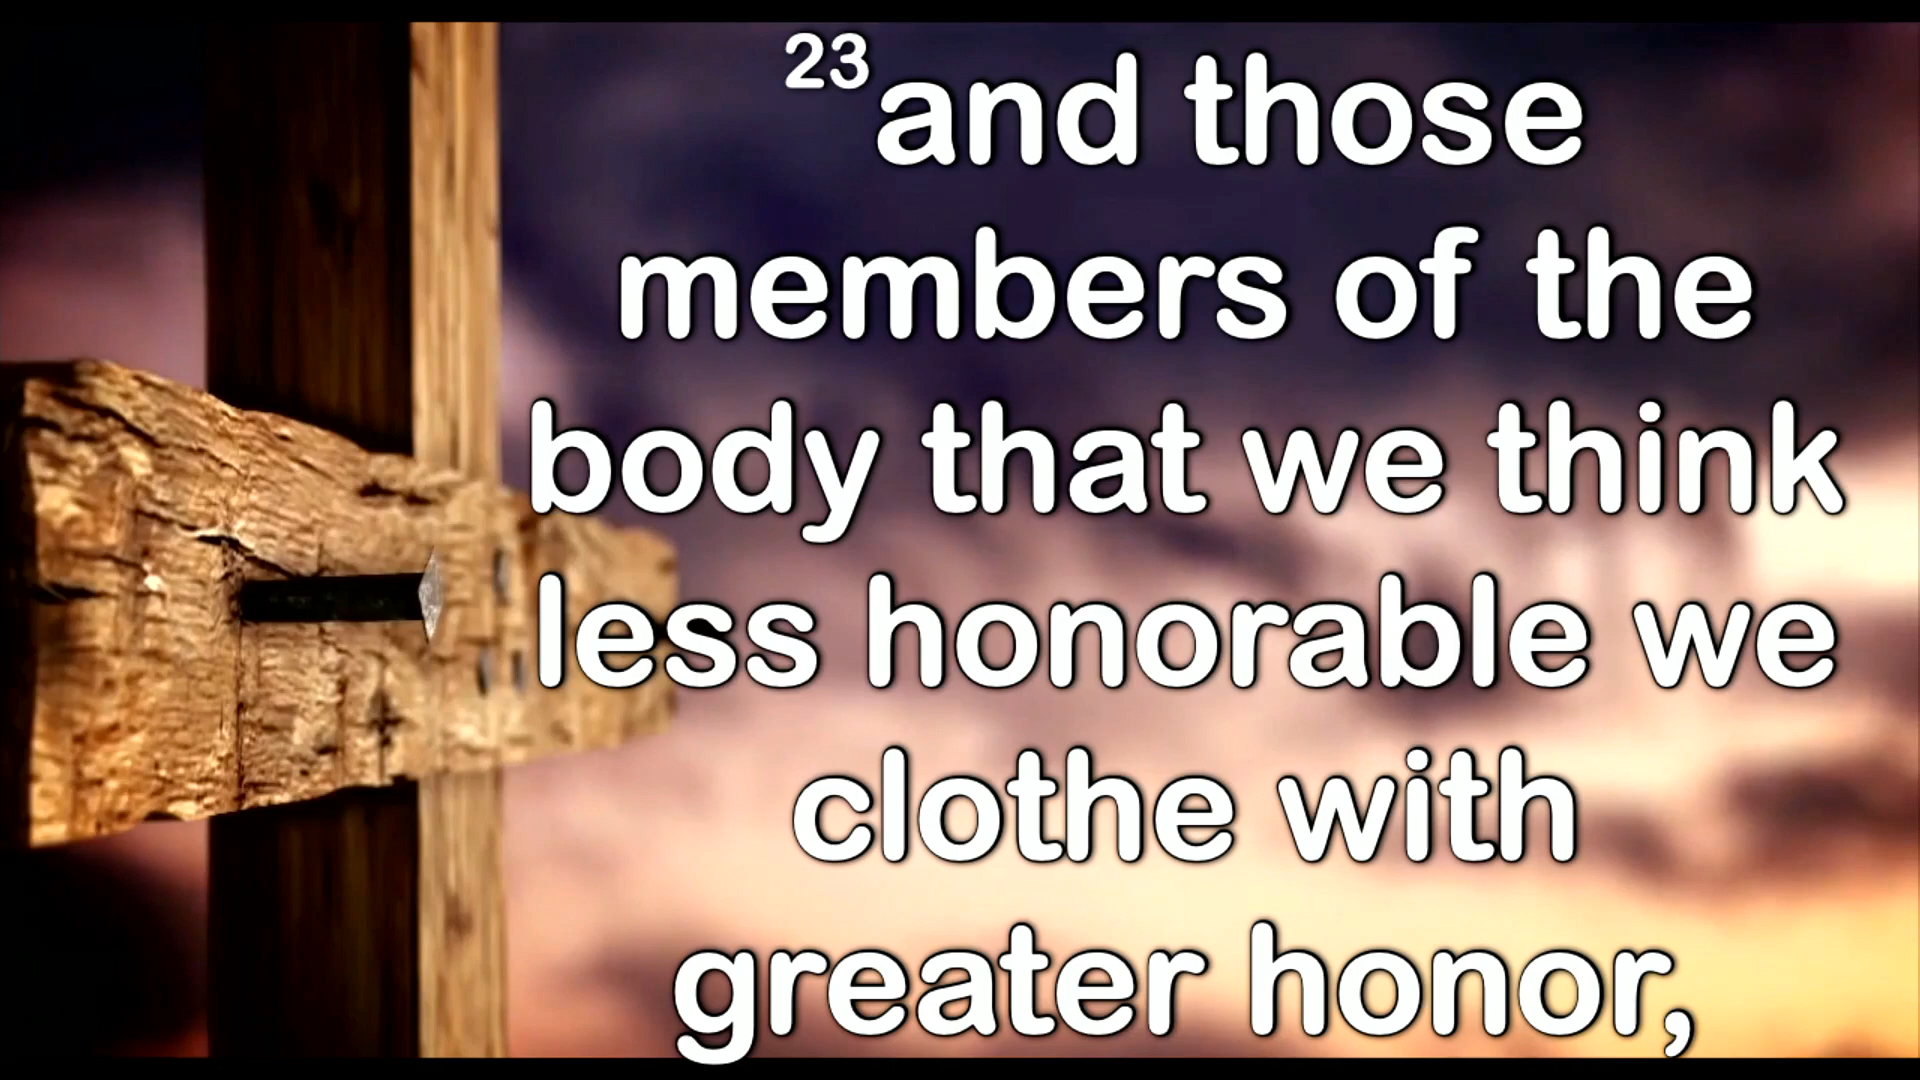 23and those
members of the
body that we think
less honorable we
clothe with
greater honor,